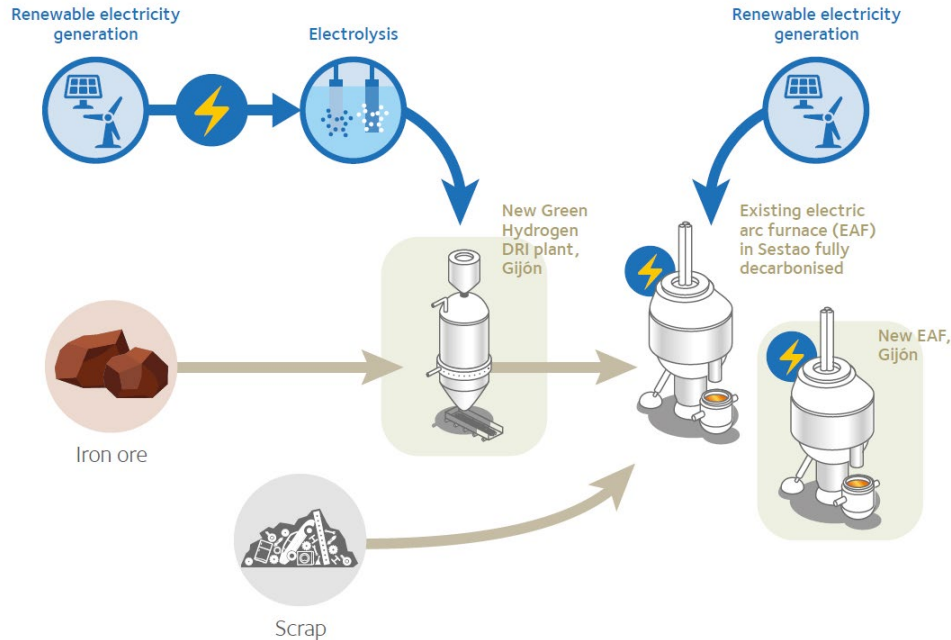 Renewable electricity
generation
Electrolysis
Renewable electricity
generation
New Green
Hydrogen
DRI plant,
Gijón
Existing electric
arc furnace (EAF)
in Sestao fully
decarbonised
New EAF,
Gijón
Iron ore
Scrap